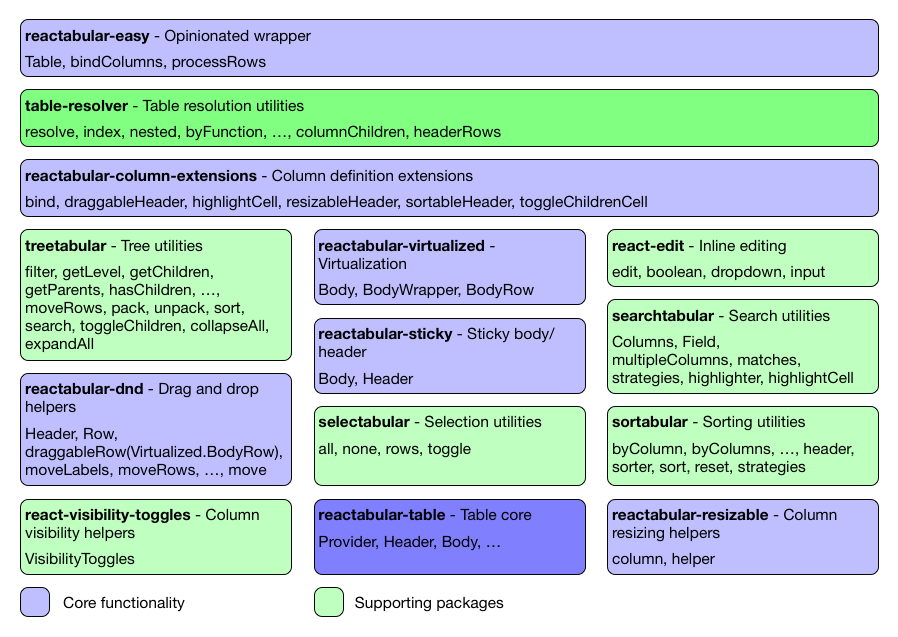 reactabular-easy - Opinionated wrapper
Table, bindColumns, processRows
table-resolver - Table resolution utilities
resolve, index, nested, byFunction, …, columnChildren, headerRows
reactabular-column-extensions - Column definition extensions
bind, draggableHeader, highlightCell, resizableHeader, sortableHeader, toggleChildrenCell
treetabular - Tree utilities
filter, getLevel, getChildren,
getParents, hasChildren, …,
moveRows, pack, unpack, sort,
search, toggleChildren, collapseAll,
expandAll
reactabular-dnd - Drag and drop
helpers
Header, Row,
draggableRow(Virtualized.BodyRow),
moveLabels, moveRows, …, move
react-visibility-toggles - Column
visibility helpers
VisibilityToggles
reactabular-virtualized -
Virtualization
Body, BodyWrapper, BodyRow
reactabular-sticky - Sticky body/
header
Body, Header
selectabular - Selection utilities
all, none, rows, toggle
reactabular-table - Table core
Provider, Header, Body, …
react-edit - Inline editing
edit, boolean, dropdown, input
searchtabular - Search utilities
Columns, Field,
multipleColumns, matches,
strategies, highlighter, highlightCell
sortabular - Sorting utilities
byColumn, byColumns, …, header,
sorter, sort, reset, strategies
reactabular-resizable - Column
resizing helpers
column, helper
Core functionality
Supporting packages